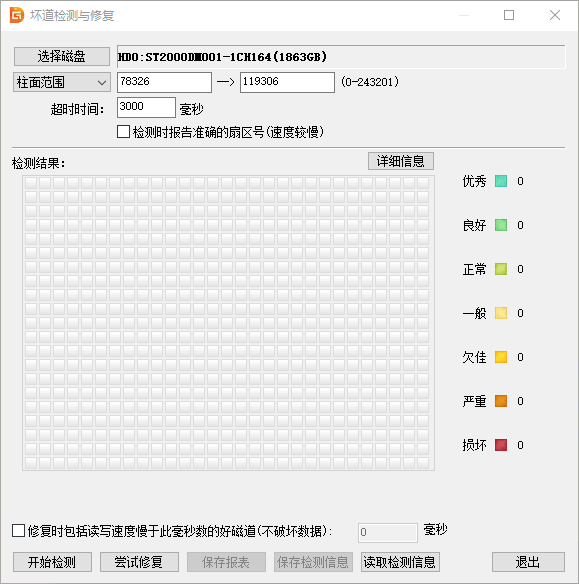 坏道检测与修复
选择磁盘 HD0:ST2000DM001-1CH164(1863GB)
柱面范围 78326 —> 119306 (0-243201)
超时时间: 3000 毫秒
检测时报告准确的扇区号(速度较慢)
检测结果: 详细信息
优秀 0
良好 0
正常 0
一般 0
欠佳 0
严重 0
损坏 0
修复时包括读写速度慢于此毫秒数的好磁道(不破坏数据): 0 毫秒
开始检测 尝试修复 保存报表 保存检测信息 读取检测信息 退出